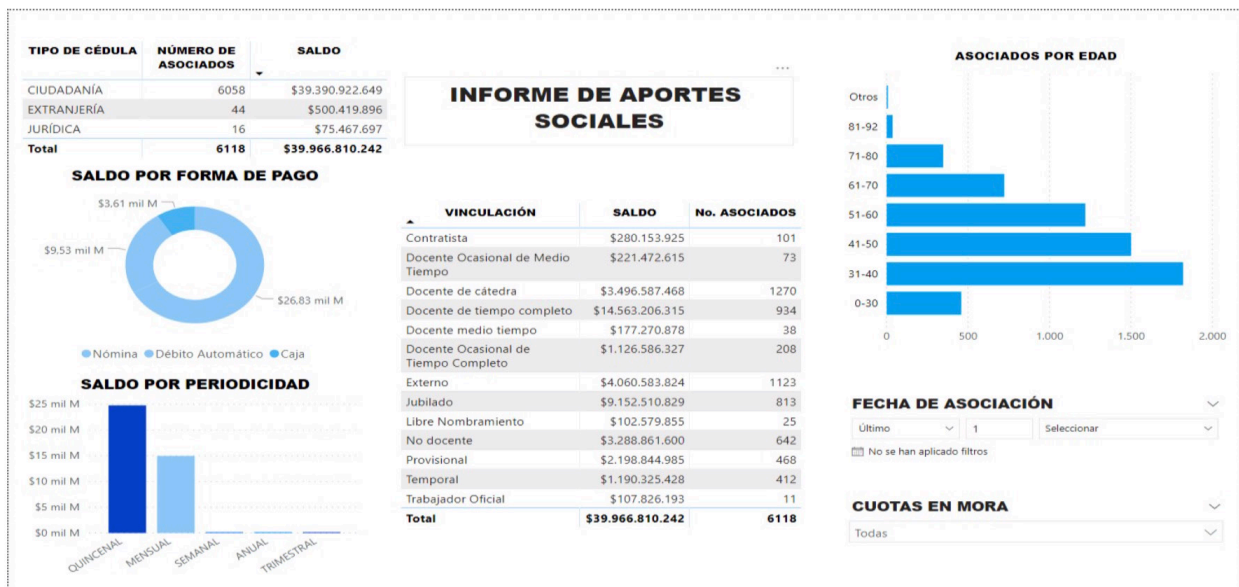 TIPO DE CÉDULA NÚMERO DE ASOCIADOS SALDO
CIUDADANÍA 6058 $39.390.922.649
EXTRANJERÍA 44 $500.419.896
JURÍDICA 16 $75.467.697
Total 6118 $39.966.810.242
SALDO POR FORMA DE PAGO
$3.61 mil M
$9.53 mil M
$26.83 mil M
Nómina Débito Automático Caja
SALDO POR PERIODICIDAD
$25 mil M
$20 mil M
$15 mil M
$10 mil M
$5 mil M
$0 mil M
QUINCENAL MENSUAL SEMANAL ANUAL TRIMESTRAL
INFORME DE APORTES
SOCIALES
VINCULACIÓN SALDO No. ASOCIADOS
Contratista $280.153.925 101
Docente Ocasional de Medio Tiempo $221.472.615 73
Docente de cátedra $3.496.587.468 1270
Docente de tiempo completo $14.563.206.315 934
Docente medio tiempo $177.270.878 38
Docente Ocasional de Tiempo Completo $1.126.586.327 208
Externo $4.060.583.824 1123
Jubilado $9.152.510.829 813
Libre Nombramiento $102.579.855 25
No docente $3.288.861.600 642
Provisional $2.198.844.985 468
Temporal $1.190.325.428 412
Trabajador Oficial $107.826.193 11
Total $39.966.810.242 6118
ASOCIADOS POR EDAD
Otros
81-92
71-80
61-70
51-60
41-50
31-40
0-30
0 500 1.000 1.500 2.000
FECHA DE ASOCIACIÓN
Último 1 Seleccionar
No se han aplicado filtros
CUOTAS EN MORA
Todas